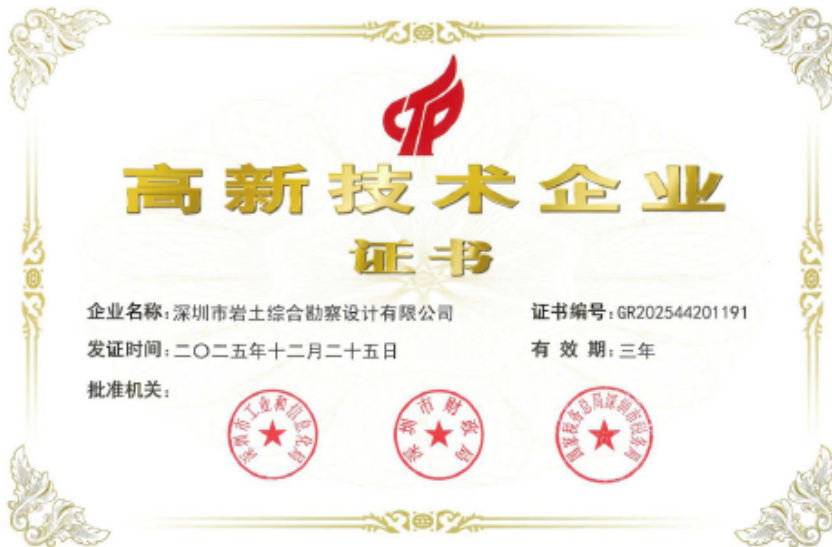 高新技术企业
证书
企业名称：深圳市岩土综合勘察设计有限公司
证书编号：GR202544201191
发证时间：二〇二五年十二月二十五日
有效期：三年
批准机关：
深圳市工业和信息化局
深圳市财政局
国家税务总局深圳市税务局